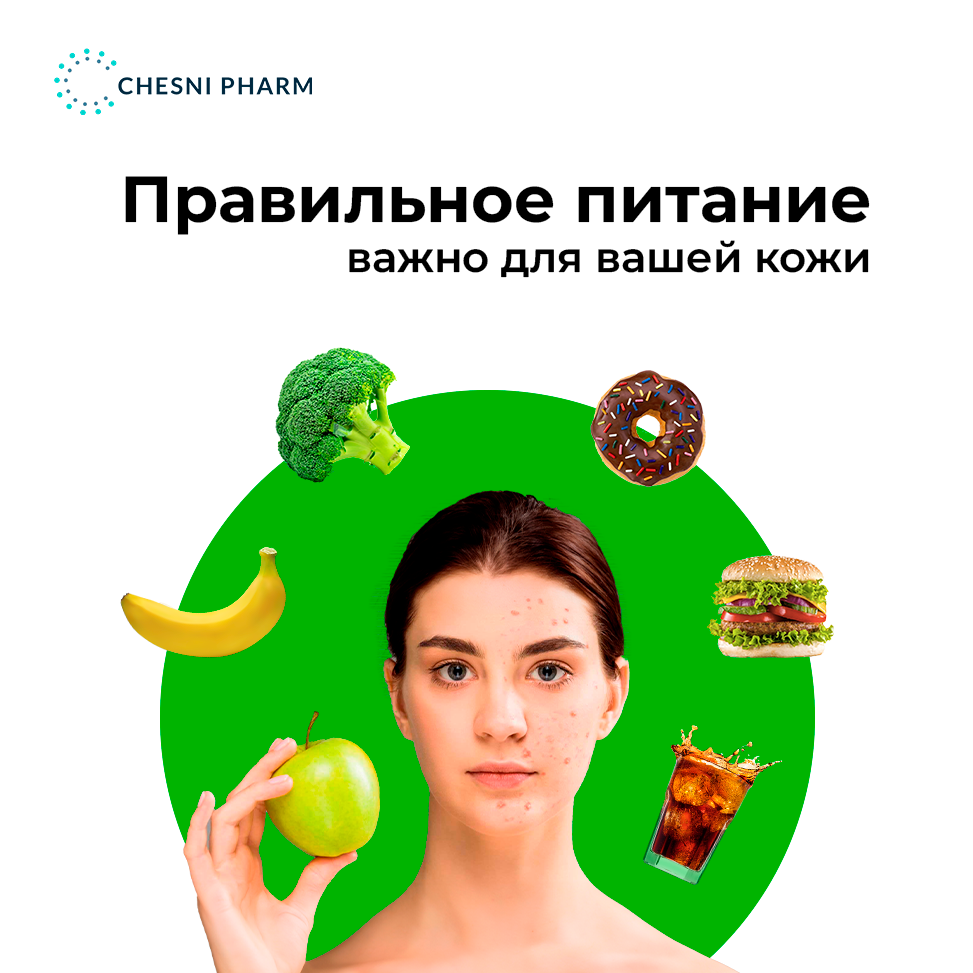 CHESNI PHARM
Правильное питание
важно для вашей кожи